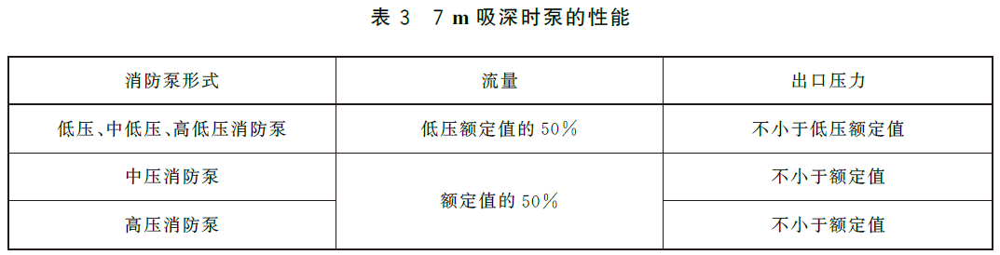 表 3 7 m 吸深时泵的性能
消防泵形式 流量 出口压力
低压、中低压、高低压消防泵 低压额定值的 50% 不小于低压额定值
中压消防泵 额定值的 50% 不小于额定值
高压消防泵 不小于额定值